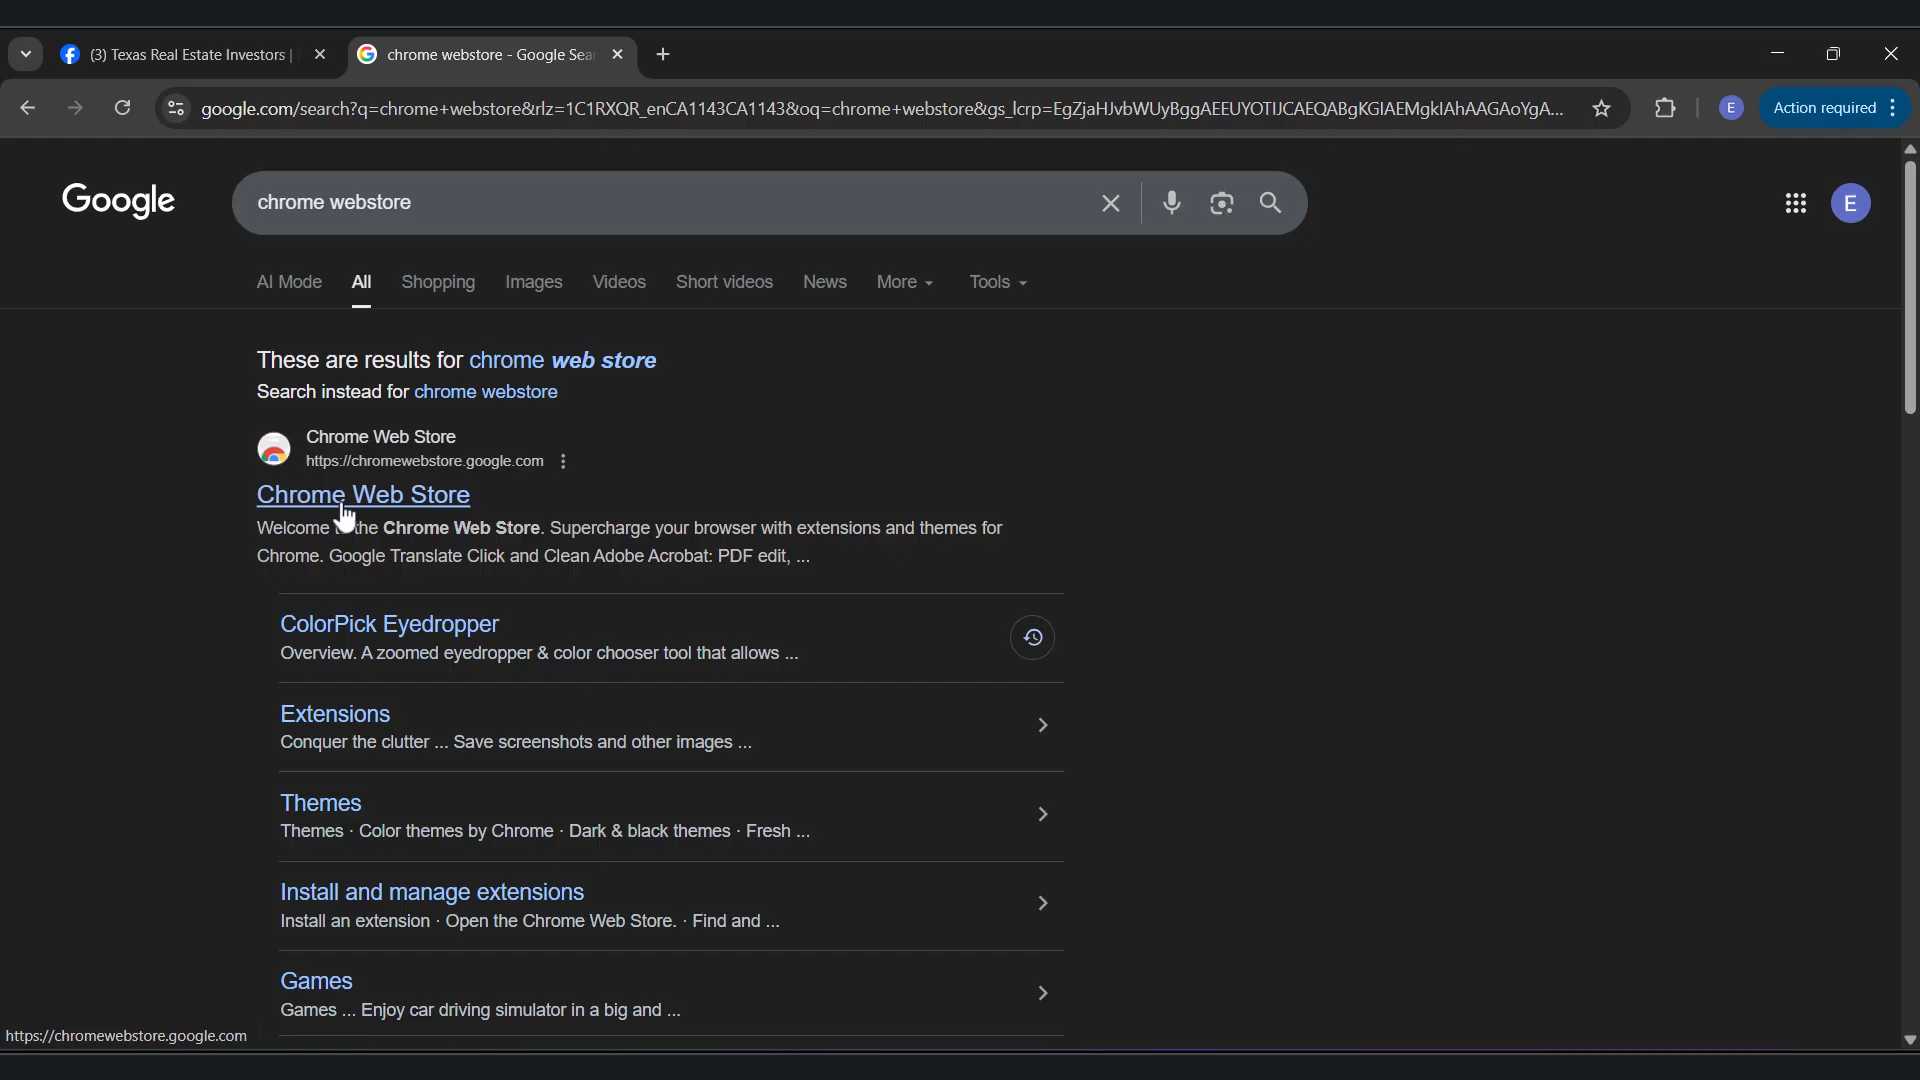 (3) Texas Real Estate Investors |
chrome webstore - Google Sea
google.com/search?q=chrome+webstore&rlz=1C1RXQR_enCA1143CA1143&oq=chrome+webstore&gs_lcrp=EgZjaHJvbWUyBggAEEUYOTIJCAEQABgKGIAEMgkIAhAAGAoYgA...
E
Action required
Google
chrome webstore
E
AI Mode All Shopping Images Videos Short videos News More Tools
These are results for chrome web store
Search instead for chrome webstore
Chrome Web Store
https://chromewebstore.google.com
Chrome Web Store
Welcome the Chrome Web Store. Supercharge your browser with extensions and themes for
Chrome. Google Translate Click and Clean Adobe Acrobat: PDF edit, ...
ColorPick Eyedropper
Overview. A zoomed eyedropper & color chooser tool that allows ...
Extensions
Conquer the clutter ... Save screenshots and other images ...
Themes
Themes · Color themes by Chrome · Dark & black themes · Fresh ...
Install and manage extensions
Install an extension · Open the Chrome Web Store. · Find and ...
Games
Games ... Enjoy car driving simulator in a big and ...
https://chromewebstore.google.com